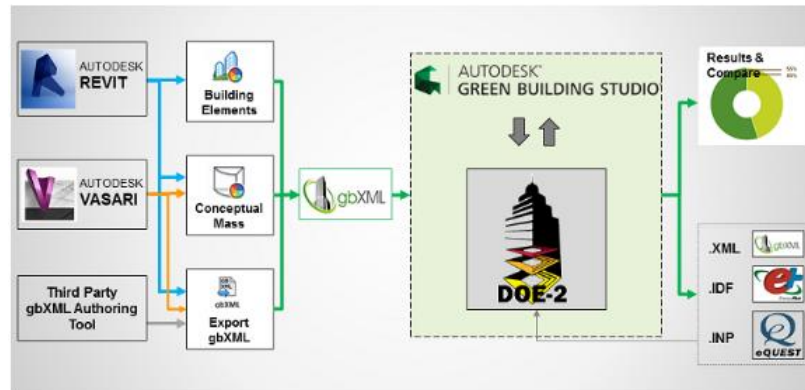 AUTODESK
REVIT
AUTODESK
VASARI
Third Party
gbXML Authoring
Tool
Building
Elements
Conceptual
Mass
gbXML
Export
gbXML
gbXML
AUTODESK™
GREEN BUILDING STUDIO
DOE-2
Results &
Compare
.XML
gbXML
.IDF
e+
.INP
eQUEST